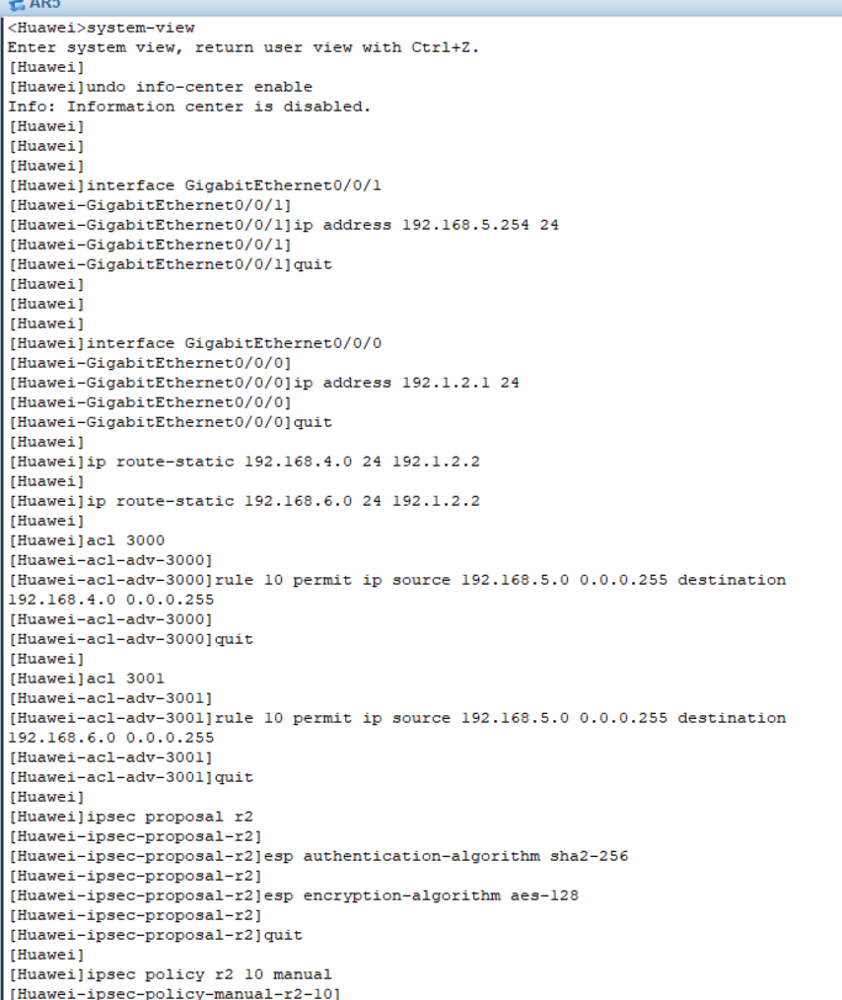 AR5
<Huawei>system-view
Enter system view, return user view with Ctrl+Z.
[Huawei]
[Huawei]undo info-center enable
Info: Information center is disabled.
[Huawei]
[Huawei]
[Huawei]
[Huawei]interface GigabitEthernet0/0/1
[Huawei-GigabitEthernet0/0/1]
[Huawei-GigabitEthernet0/0/1]ip address 192.168.5.254 24
[Huawei-GigabitEthernet0/0/1]
[Huawei-GigabitEthernet0/0/1]quit
[Huawei]
[Huawei]
[Huawei]
[Huawei]interface GigabitEthernet0/0/0
[Huawei-GigabitEthernet0/0/0]
[Huawei-GigabitEthernet0/0/0]ip address 192.1.2.1 24
[Huawei-GigabitEthernet0/0/0]
[Huawei-GigabitEthernet0/0/0]quit
[Huawei]
[Huawei]ip route-static 192.168.4.0 24 192.1.2.2
[Huawei]
[Huawei]ip route-static 192.168.6.0 24 192.1.2.2
[Huawei]
[Huawei]acl 3000
[Huawei-acl-adv-3000]
[Huawei-acl-adv-3000]rule 10 permit ip source 192.168.5.0 0.0.0.255 destination
192.168.4.0 0.0.0.255
[Huawei-acl-adv-3000]
[Huawei-acl-adv-3000]quit
[Huawei]
[Huawei]acl 3001
[Huawei-acl-adv-3001]
[Huawei-acl-adv-3001]rule 10 permit ip source 192.168.5.0 0.0.0.255 destination
192.168.6.0 0.0.0.255
[Huawei-acl-adv-3001]
[Huawei-acl-adv-3001]quit
[Huawei]
[Huawei]ipsec proposal r2
[Huawei-ipsec-proposal-r2]
[Huawei-ipsec-proposal-r2]esp authentication-algorithm sha2-256
[Huawei-ipsec-proposal-r2]
[Huawei-ipsec-proposal-r2]esp encryption-algorithm aes-128
[Huawei-ipsec-proposal-r2]
[Huawei-ipsec-proposal-r2]quit
[Huawei]
[Huawei]ipsec policy r2 10 manual
[Huawei-ipsec-policy-manual-r2-10]